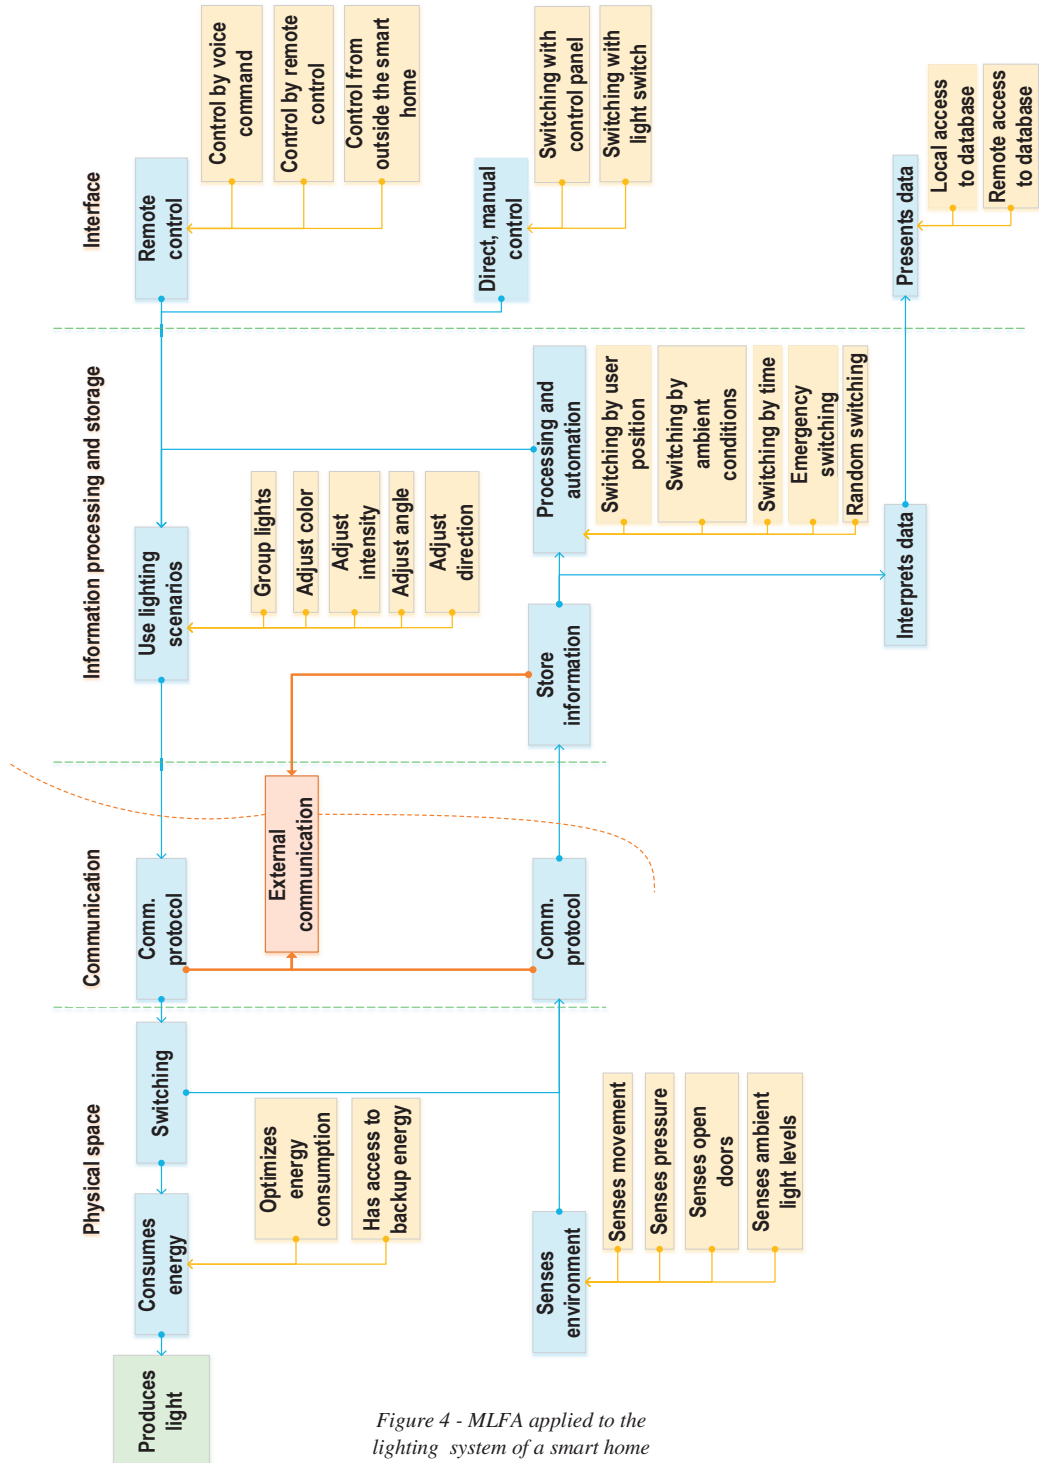 Physical space
Communication
Information processing and storage
Interface
Produces
light
Consumes
energy
Switching
Comm.
protocol
Use lighting
scenarios
Remote
control
Optimizes
energy
consumption
Has access to
backup energy
External
communication
Group lights
Adjust color
Adjust
intensity
Adjust angle
Adjust
direction
Control by voice
command
Control by remote
control
Control from
outside the smart
home
Direct, manual
control
Switching with
control panel
Switching with
light switch
Senses
environment
Senses movement
Senses pressure
Senses open
doors
Senses ambient
light levels
Comm.
protocol
Store
information
Processing and
automation
Switching by user
position
Switching by
ambient
conditions
Switching by time
Emergency
switching
Random switching
Interprets data
Presents data
Local access
to database
Remote access
to database
Figure 4 - MLFA applied to the
lighting system of a smart home